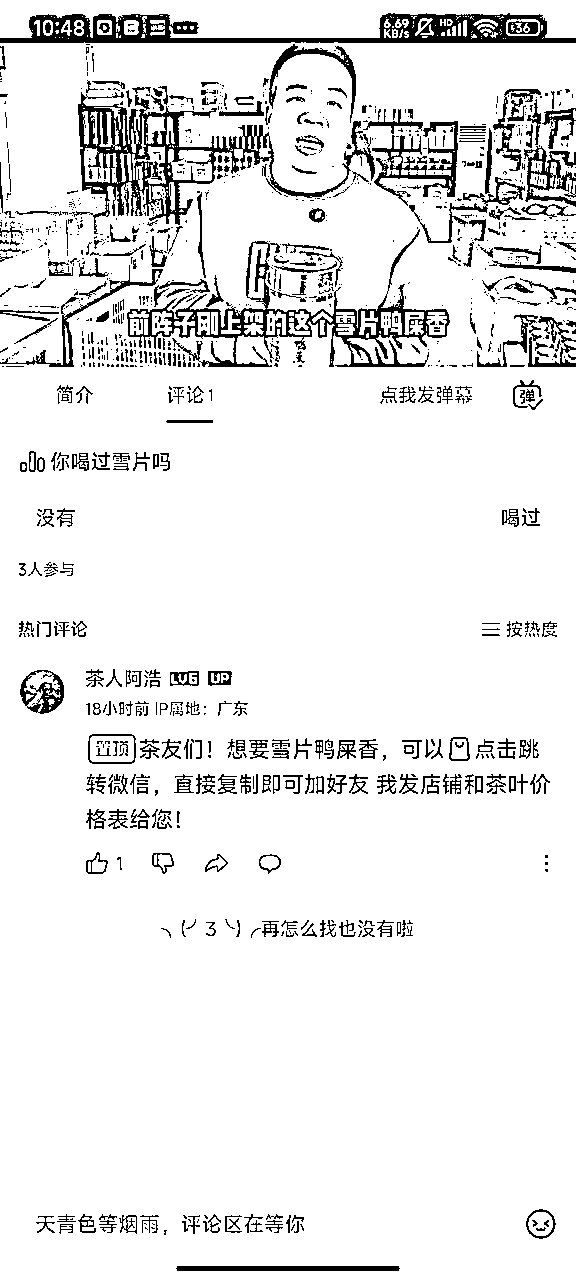 10:48
6.69 KB/s HD 36
前阵子刚上架的这个雪片鸭屎香
简介 评论1 点我发弹幕 弹
你喝过雪片吗
没有 喝过
3人参与
热门评论 按热度
茶人阿浩 LV6 UP
18小时前 IP属地：广东
置顶 茶友们！想要雪片鸭屎香，可以点击跳
转微信，直接复制即可加好友 我发店铺和茶叶价
格表给您！
1
╮(╯3╰)╭再怎么找也没有啦
天青色等烟雨，评论区在等你